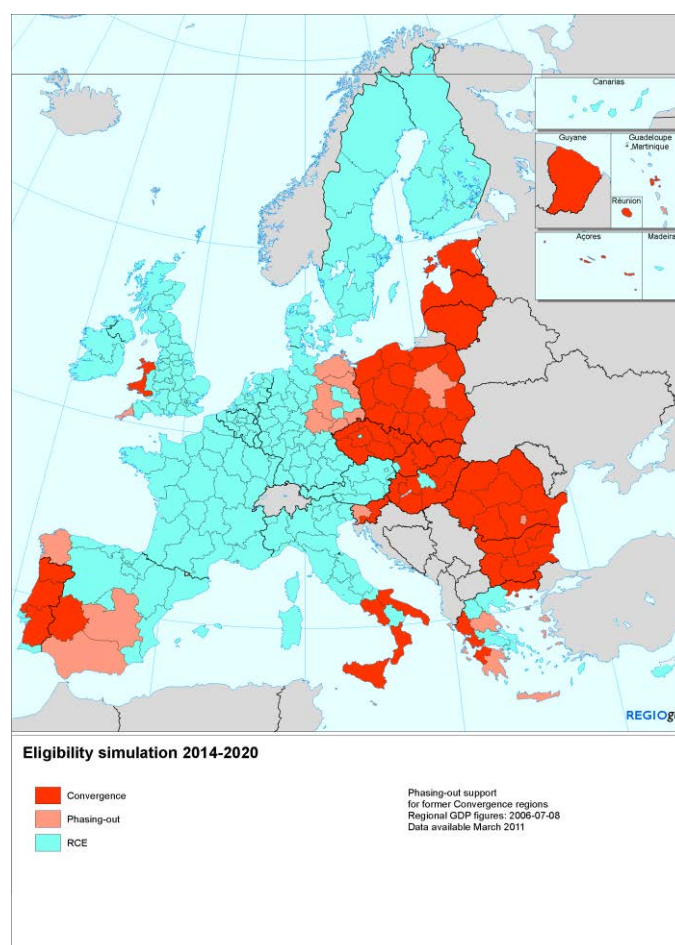 Canarias
Guyane
Guadeloupe
Martinique
Réunion
Açores
Madeira
REGIOg
Eligibility simulation 2014-2020
Convergence
Phasing-out
RCE
Phasing-out support
for former Convergence regions
Regional GDP figures: 2006-07-08
Data available March 2011